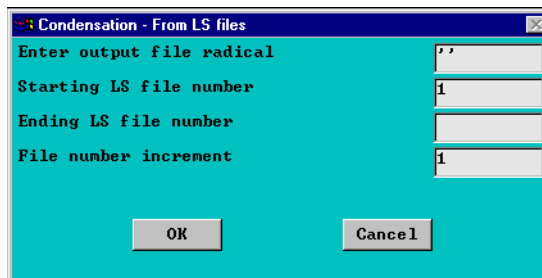 Condensation - From LS files
Enter output file radical ''
Starting LS file number 1
Ending LS file number
File number increment 1
OK Cancel